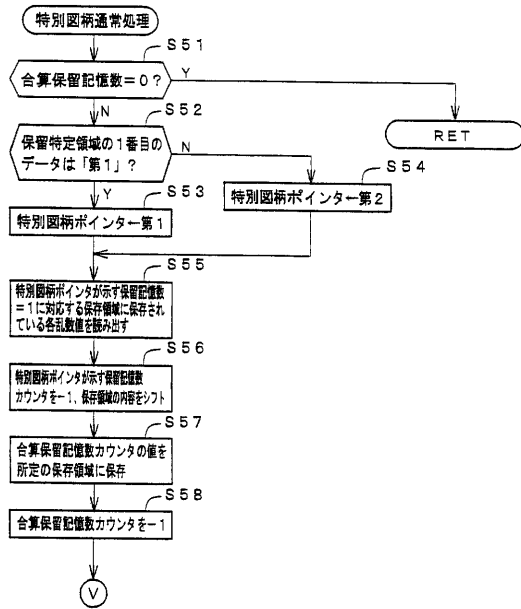 特別図柄通常処理
S51
合算保留記憶数=0?
Y
N
S52
RET
保留特定領域の1番目の
データは「第1」?
N
S54
Y
S53
特別図柄ポインタ←第2
特別図柄ポインタ←第1
S55
特別図柄ポインタが示す保留記憶数
=1に対応する保存領域に保存され
ている各乱数値を読み出す
S56
特別図柄ポインタが示す保留記憶数
カウンタを−1、保存領域の内容をシフト
S57
合算保留記憶数カウンタの値を
所定の保存領域に保存
S58
合算保留記憶数カウンタを−1
V